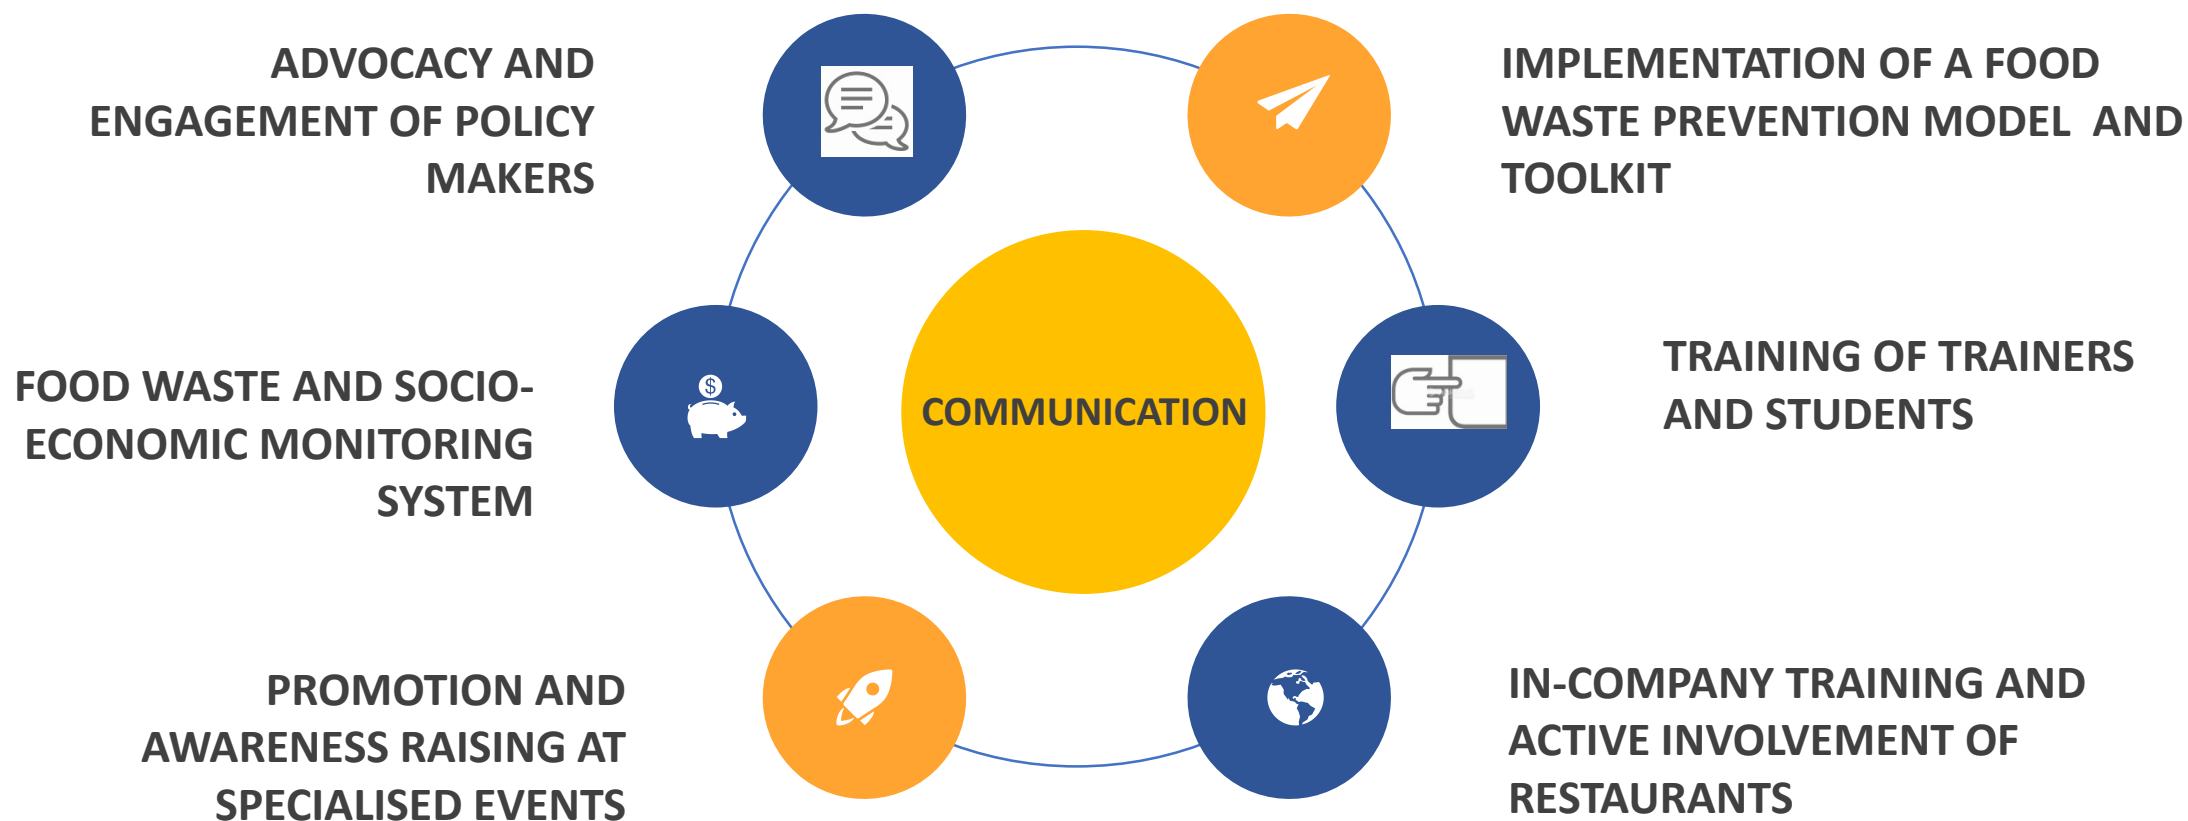 ADVOCACY AND
ENGAGEMENT OF POLICY
MAKERS
IMPLEMENTATION OF A FOOD
WASTE PREVENTION MODEL  AND
TOOLKIT
FOOD WASTE AND SOCIO-
ECONOMIC MONITORING
SYSTEM
$
COMMUNICATION
TRAINING OF TRAINERS
AND STUDENTS
PROMOTION AND
AWARENESS RAISING AT
SPECIALISED EVENTS
IN-COMPANY TRAINING AND
ACTIVE INVOLVEMENT OF
RESTAURANTS